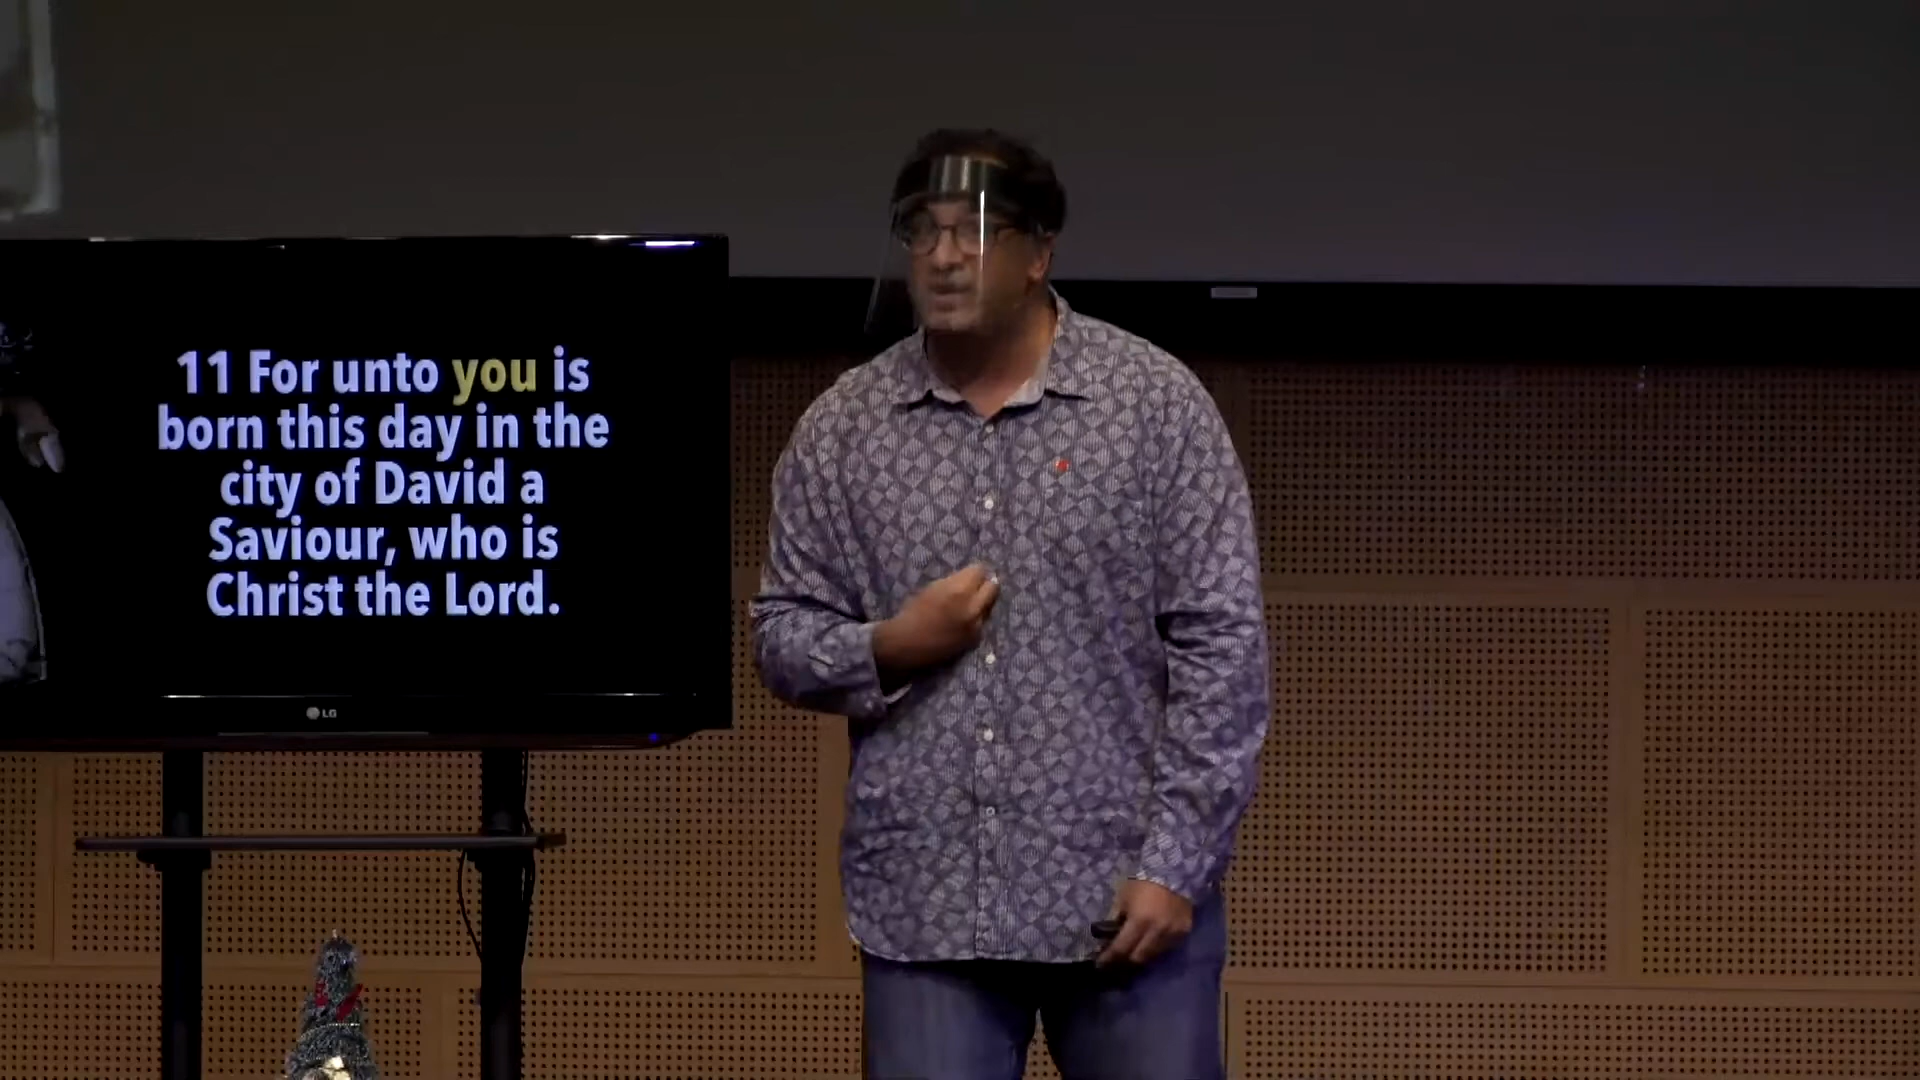 11 For unto you is
born this day in the
city of David a
Saviour, who is
Christ the Lord.
LG